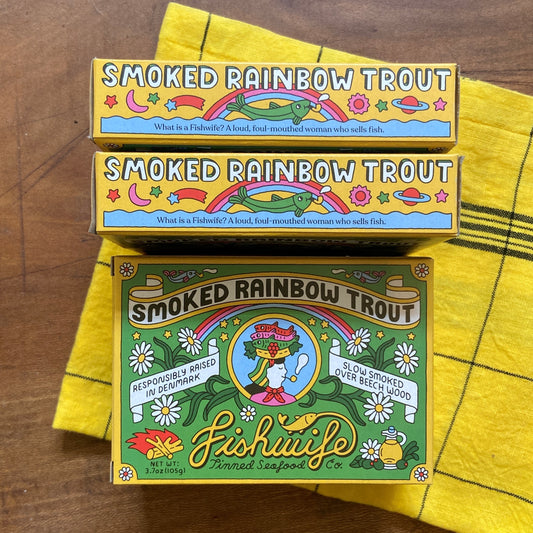 SMOKED RAINBOW TROUT
What is a Fishwife? A loud, foul-mouthed woman who sells fish.
SMOKED RAINBOW TROUT
What is a Fishwife? A loud, foul-mouthed woman who sells fish.
SMOKED RAINBOW TROUT
RESPONSIBLY RAISED
IN DENMARK
SLOW SMOKED
OVER BEECH WOOD
Fishwife
Tinned Seafood Co.
NET WT:
3.7oz (105g)